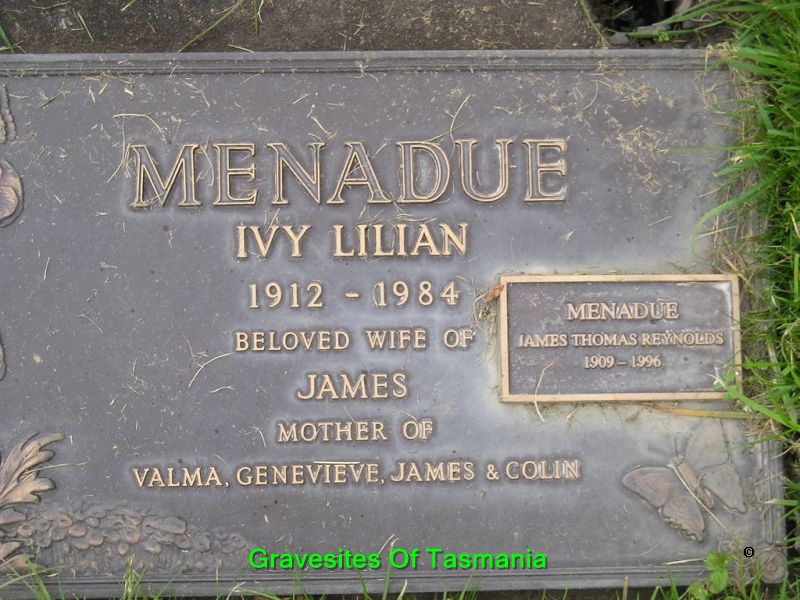 MENADUE
IVY LILIAN
1912 - 1984
BELOVED WIFE OF
JAMES
MOTHER OF
VALMA, GENEVIEVE, JAMES & COLIN
MENADUE
JAMES THOMAS REYNOLDS
1909 - 1996
Gravesites Of Tasmania
©